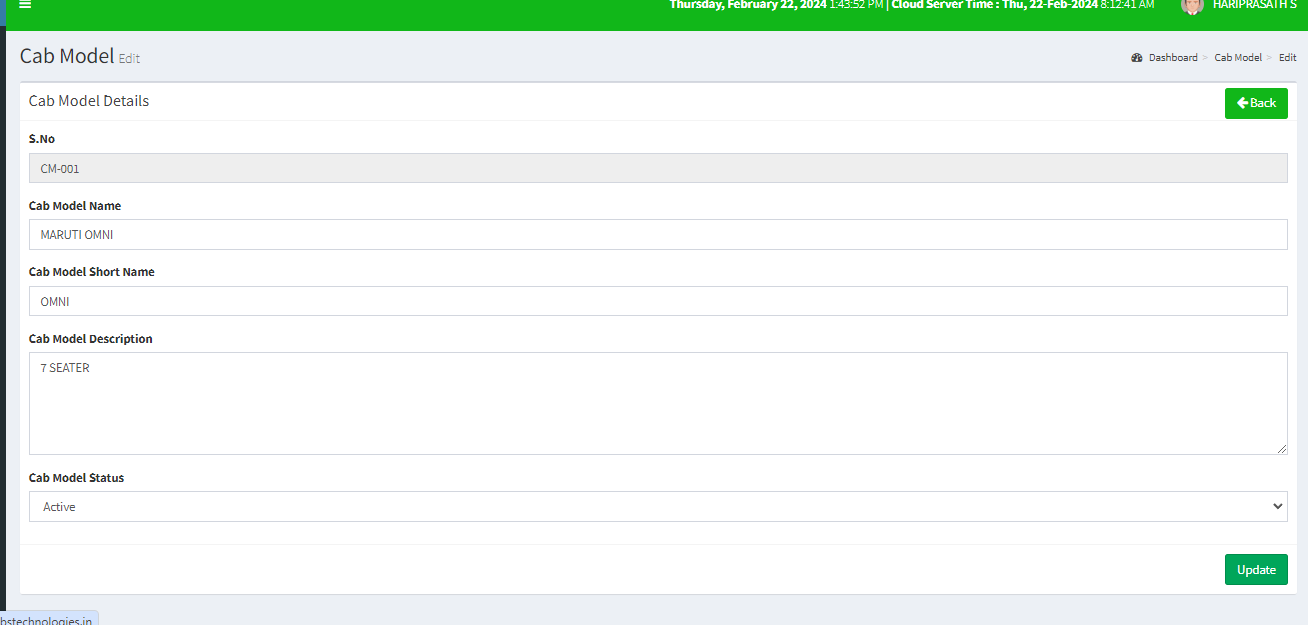 Thursday, February 22, 2024 1:43:52 PM | Cloud Server Time : Thu, 22-Feb-2024 8:12:41 AM HARIPRASATH S
Cab Model Edit
Dashboard > Cab Model > Edit
Cab Model Details
Back
S.No
CM-001
Cab Model Name
MARUTI OMNI
Cab Model Short Name
OMNI
Cab Model Description
7 SEATER
Cab Model Status
Active
Update
bstechnologies.in